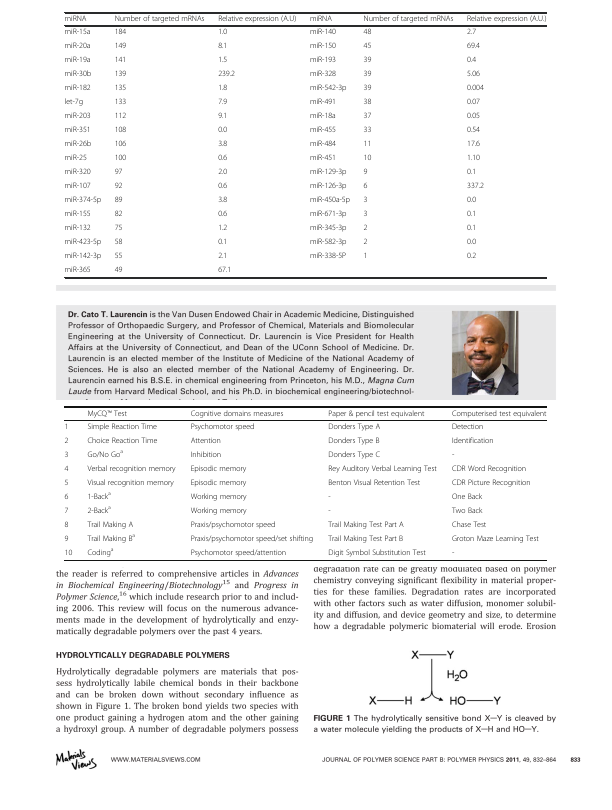 miRNA Number of targeted mRNAs Relative expression (A.U) miRNA Number of targeted mRNAs Relative expression (A.U.)
miR-15a 184 1.0 miR-140 48 2.7
miR-20a 149 8.1 miR-150 45 69.4
miR-19a 141 1.5 miR-193 39 0.4
miR-30b 139 239.2 miR-328 39 5.06
miR-182 135 1.8 miR-542-3p 39 0.004
let-7g 133 7.9 miR-491 38 0.07
miR-203 112 9.1 miR-18a 37 0.05
miR-351 108 0.0 miR-455 33 0.54
miR-26b 106 3.8 miR-484 11 17.6
miR-25 100 0.6 miR-451 10 1.10
miR-320 97 2.0 miR-129-3p 9 0.1
miR-107 92 0.6 miR-126-3p 6 337.2
miR-374-5p 89 3.8 miR-450a-5p 3 0.0
miR-155 82 0.6 miR-671-3p 3 0.1
miR-132 75 1.2 miR-345-3p 2 0.1
miR-423-5p 58 0.1 miR-582-3p 2 0.0
miR-142-3p 55 2.1 miR-338-5P 1 0.2
miR-365 49 67.1
Dr. Cato T. Laurencin is the Van Dusen Endowed Chair in Academic Medicine, Distinguished
Professor of Orthopaedic Surgery, and Professor of Chemical, Materials and Biomolecular
Engineering at the University of Connecticut. Dr. Laurencin is Vice President for Health
Affairs at the University of Connecticut, and Dean of the UConn School of Medicine. Dr.
Laurencin is an elected member of the Institute of Medicine of the National Academy of
Sciences. He is also an elected member of the National Academy of Engineering. Dr.
Laurencin earned his B.S.E. in chemical engineering from Princeton, his M.D., Magna Cum
Laude from Harvard Medical School, and his Ph.D. in biochemical engineering/biotechnol-
MyCQ™ Test Cognitive domains measures Paper & pencil test equivalent Computerised test equivalent
1 Simple Reaction Time Psychomotor speed Donders Type A Detection
2 Choice Reaction Time Attention Donders Type B Identification
3 Go/No Goᵃ Inhibition Donders Type C -
4 Verbal recognition memory Episodic memory Rey Auditory Verbal Learning Test CDR Word Recognition
5 Visual recognition memory Episodic memory Benton Visual Retention Test CDR Picture Recognition
6 1-Backᵃ Working memory - One Back
7 2-Backᵃ Working memory - Two Back
8 Trail Making A Praxis/psychomotor speed Trail Making Test Part A Chase Test
9 Trail Making Bᵃ Praxis/psychomotor speed/set shifting Trail Making Test Part B Groton Maze Learning Test
10 Codingᵃ Psychomotor speed/attention Digit Symbol Substitution Test -
the reader is referred to comprehensive articles in Advances
in Biochemical Engineering/Biotechnology¹⁵ and Progress in
Polymer Science,¹⁶ which include research prior to and includ-
ing 2006. This review will focus on the numerous advance-
ments made in the development of hydrolytically and enzy-
matically degradable polymers over the past 4 years.
HYDROLYTICALLY DEGRADABLE POLYMERS
Hydrolytically degradable polymers are materials that pos-
sess hydrolytically labile chemical bonds in their backbone
and can be broken down without secondary influence as
shown in Figure 1. The broken bond yields two species with
one product gaining a hydrogen atom and the other gaining
a hydroxyl group. A number of degradable polymers possess
degradation rate can be greatly modulated based on polymer
chemistry conveying significant flexibility in material proper-
ties for these families. Degradation rates are incorporated
with other factors such as water diffusion, monomer solubil-
ity and diffusion, and device geometry and size, to determine
how a degradable polymeric biomaterial will erode. Erosion
X—Y
H₂O
X—H HO—Y
FIGURE 1 The hydrolytically sensitive bond X—Y is cleaved by
a water molecule yielding the products of X—H and HO—Y.
Materials
Views
WWW.MATERIALSVIEWS.COM JOURNAL OF POLYMER SCIENCE PART B: POLYMER PHYSICS 2011, 49, 832–864 833